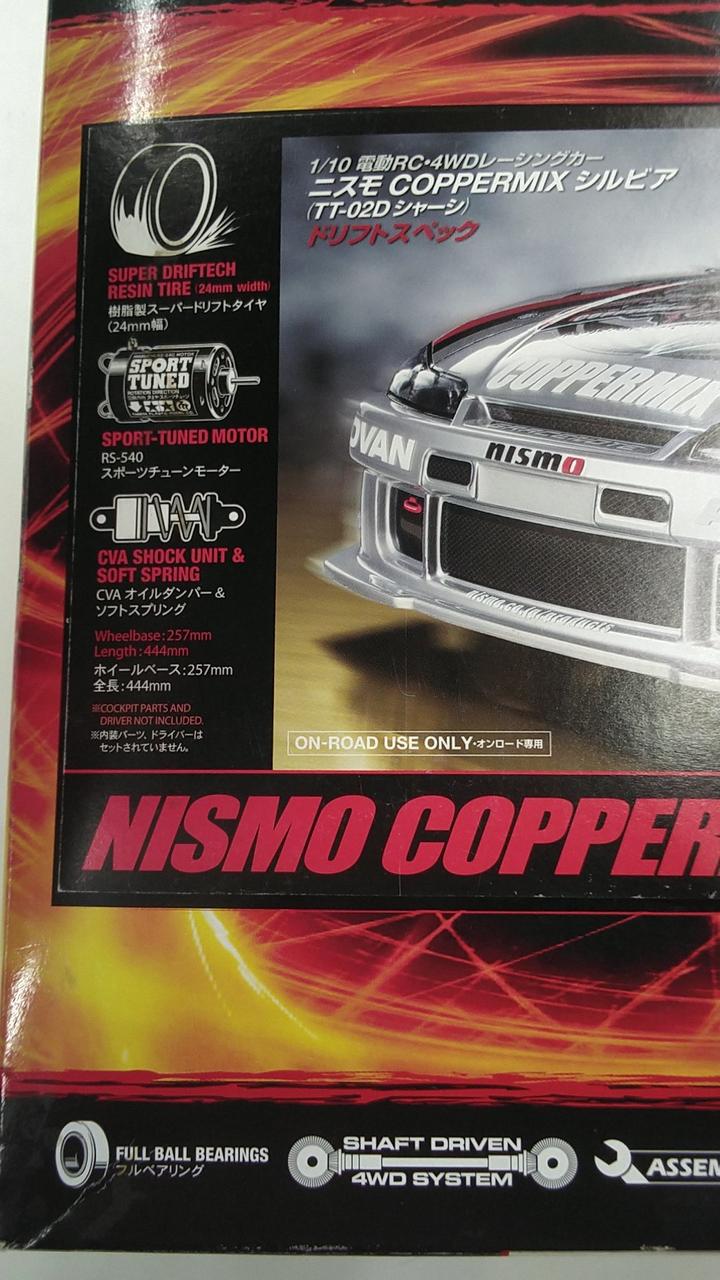 1/10 電動RC・4WDレーシングカー
ニスモ COPPERMIX シルビア
(TT-02D シャーシ)
ドリフトスペック
SUPER DRIFTECH
RESIN TIRE (24mm width)
樹脂製スーパードリフトタイヤ
(24mm幅)
SPORT
TUNED
SPORT-TUNED MOTOR
RS-540
スポーツチューンモーター
CVA SHOCK UNIT &
SOFT SPRING
CVA オイルダンパー &
ソフトスプリング
Wheelbase:257mm
Length:444mm
ホイールベース:257mm
全長:444mm
※COCKPIT PARTS AND
DRIVER NOT INCLUDED.
※内装パーツ、ドライバーは
セットされていません。
COPPERMIX
DVAN
nismo
nismo.co.jp/products
ON-ROAD USE ONLY・オンロード専用
NISMO COPPER
FULL BALL BEARINGS
フルベアリング
SHAFT DRIVEN
4WD SYSTEM
ASSEM